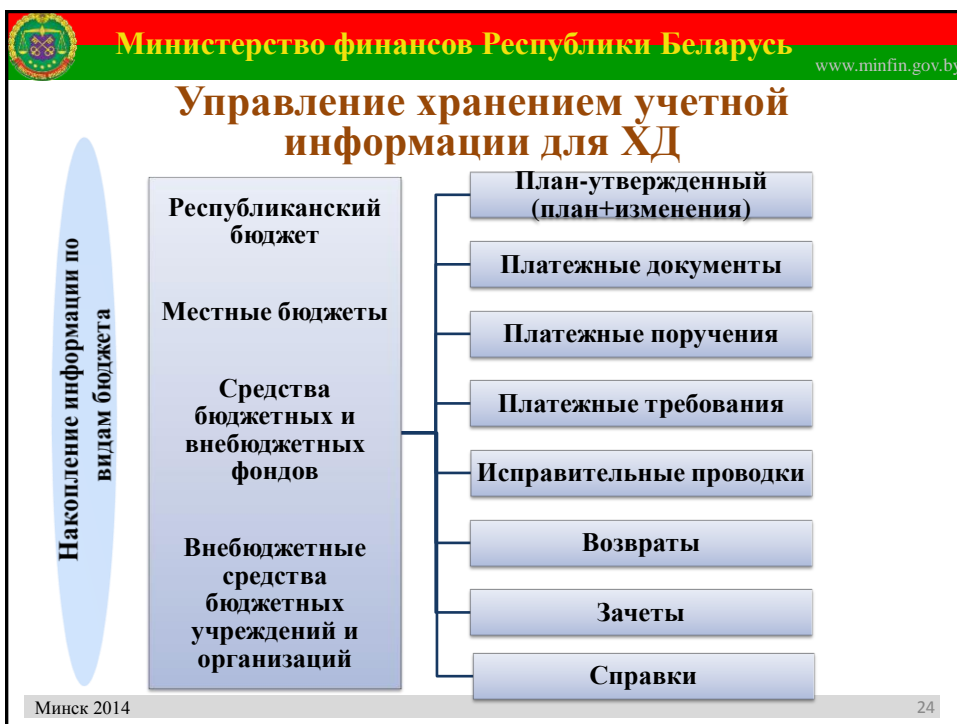 Министерство финансов Республики Беларусь
www.minfin.gov.by
Управление хранением учетной
информации для ХД
Накопление информации по
видам бюджета
Республиканский
бюджет
Местные бюджеты
Средства
бюджетных и
внебюджетных
фондов
Внебюджетные
средства
бюджетных
учреждений и
организаций
План-утвержденный
(план+изменения)
Платежные документы
Платежные поручения
Платежные требования
Исправительные проводки
Возвраты
Зачеты
Справки
Минск 2014
24